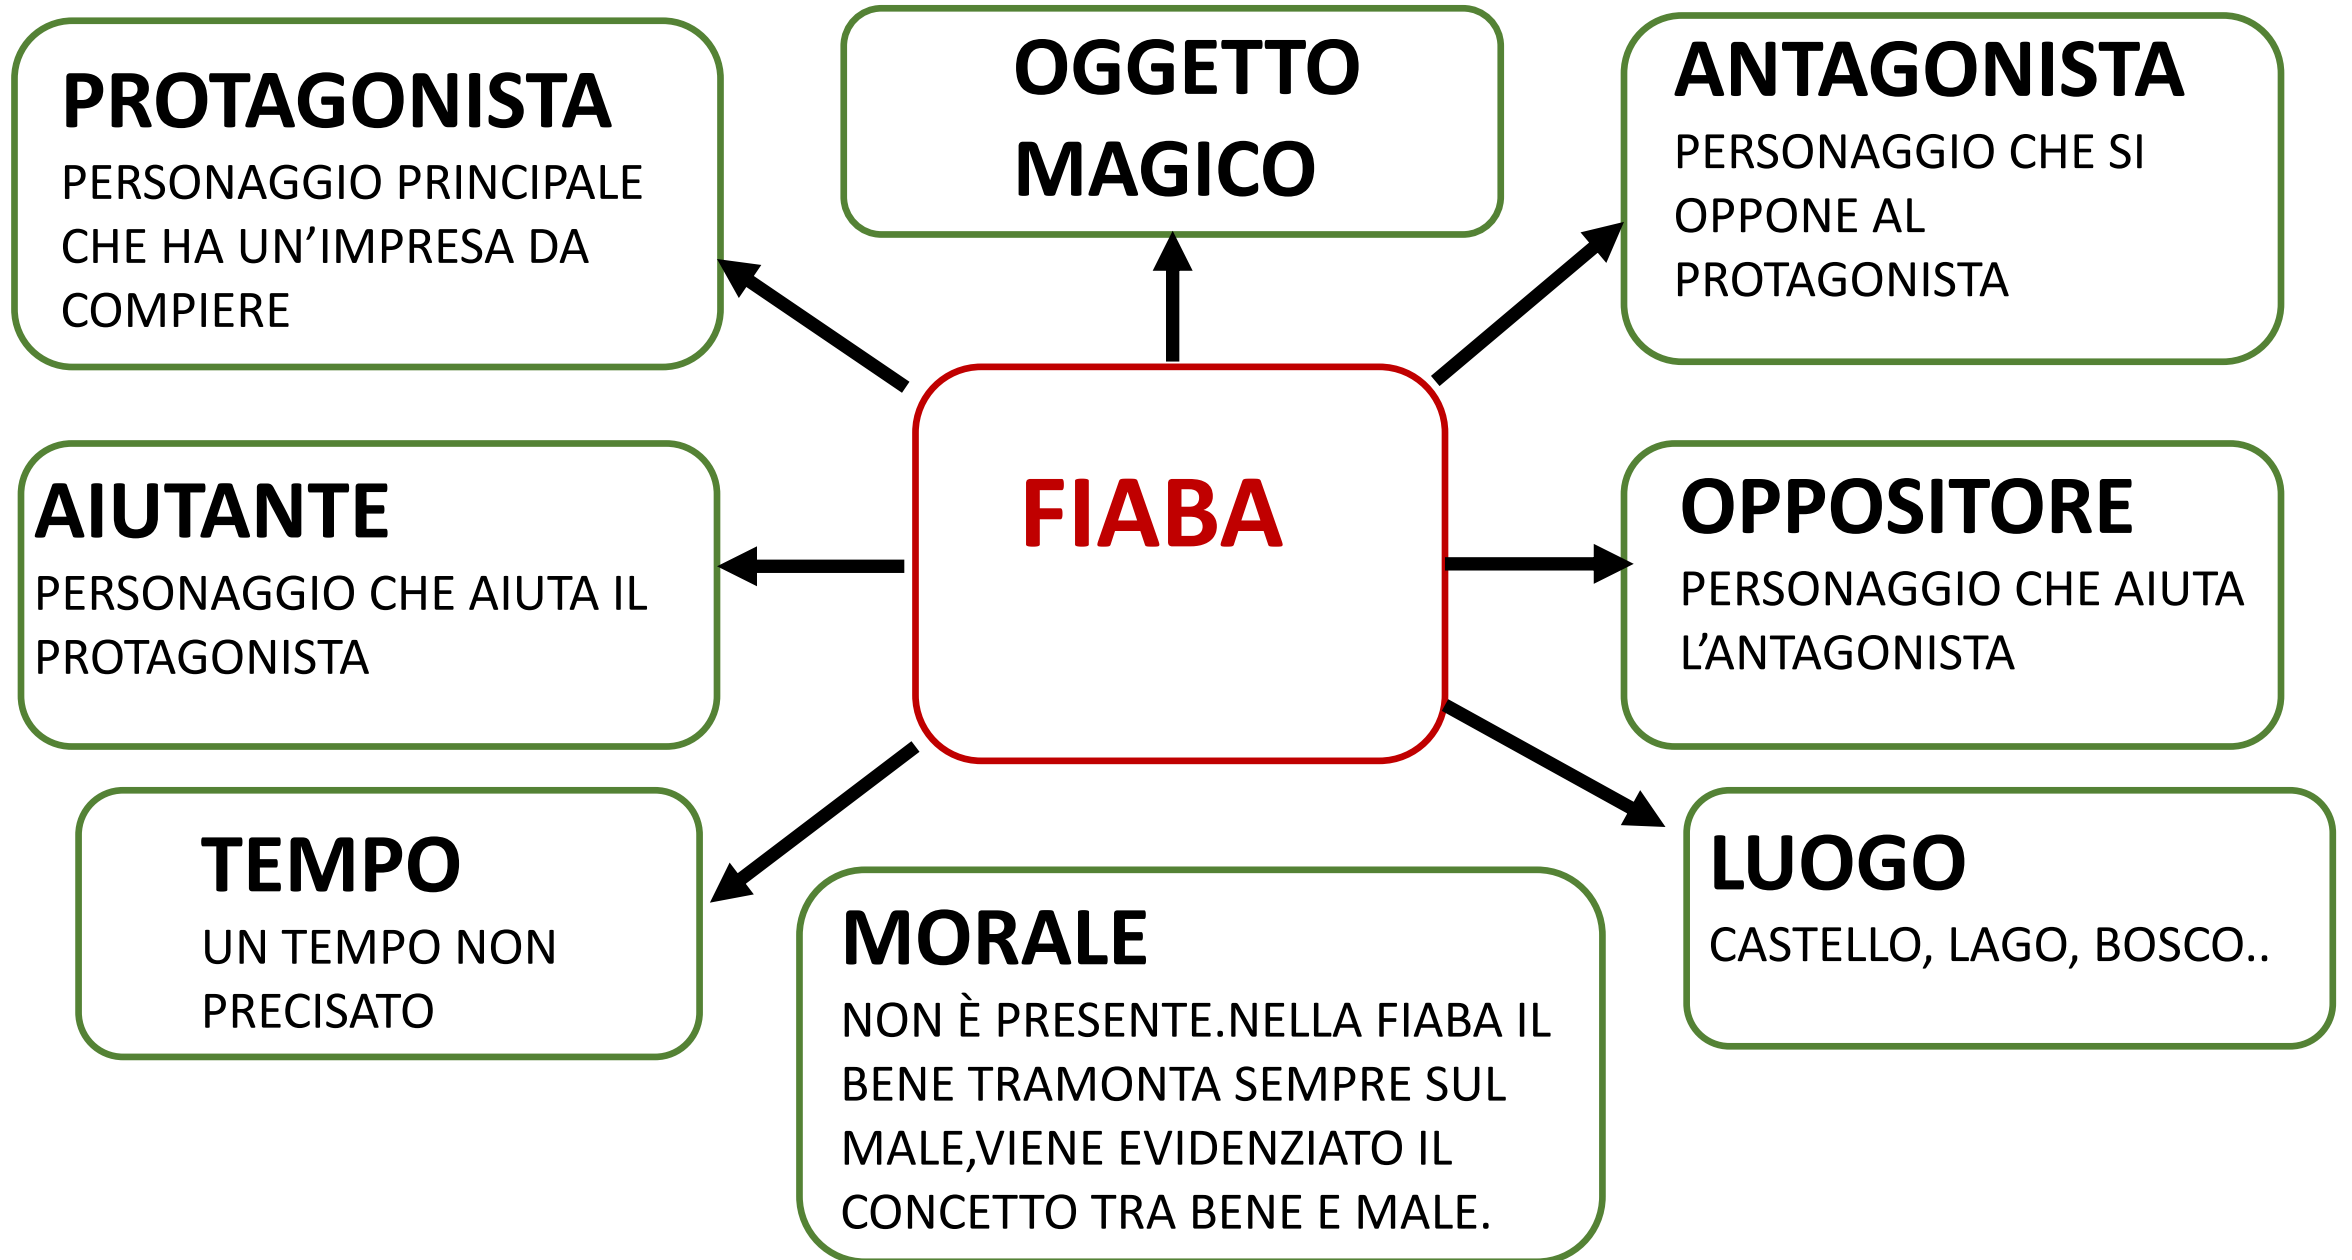 PROTAGONISTA
PERSONAGGIO PRINCIPALE
CHE HA UN’IMPRESA DA
COMPIERE
OGGETTO
MAGICO
ANTAGONISTA
PERSONAGGIO CHE SI
OPPONE AL
PROTAGONISTA
AIUTANTE
PERSONAGGIO CHE AIUTA IL
PROTAGONISTA
FIABA
OPPOSITORE
PERSONAGGIO CHE AIUTA
L’ANTAGONISTA
TEMPO
UN TEMPO NON
PRECISATO
MORALE
NON È PRESENTE.NELLA FIABA IL
BENE TRAMONTA SEMPRE SUL
MALE,VIENE EVIDENZIATO IL
CONCETTO TRA BENE E MALE.
LUOGO
CASTELLO, LAGO, BOSCO..